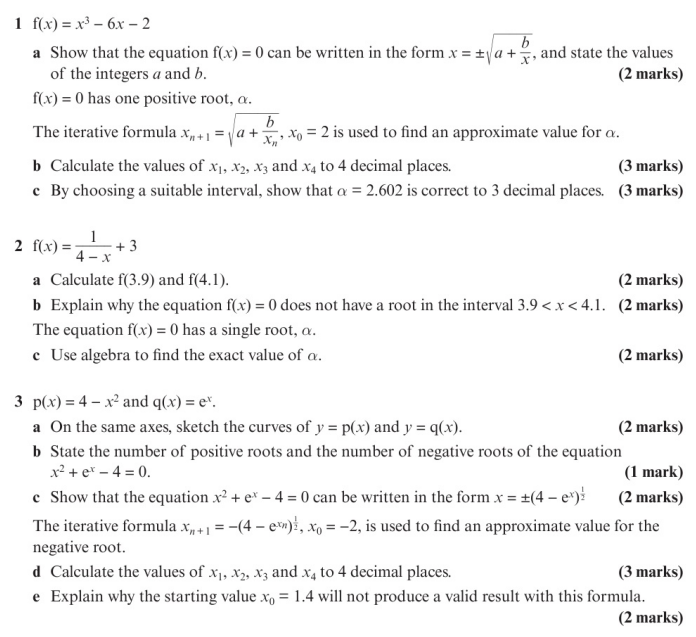 1 f(x) = x³ – 6x – 2
a Show that the equation f(x) = 0 can be written in the form x = ±√(a + b/x), and state the values
of the integers a and b. (2 marks)
f(x) = 0 has one positive root, α.
The iterative formula xₙ₊₁ = √(a + b/xₙ), x₀ = 2 is used to find an approximate value for α.
b Calculate the values of x₁, x₂, x₃ and x₄ to 4 decimal places. (3 marks)
c By choosing a suitable interval, show that α = 2.602 is correct to 3 decimal places. (3 marks)
2 f(x) = 1/(4 – x) + 3
a Calculate f(3.9) and f(4.1). (2 marks)
b Explain why the equation f(x) = 0 does not have a root in the interval 3.9 < x < 4.1. (2 marks)
The equation f(x) = 0 has a single root, α.
c Use algebra to find the exact value of α. (2 marks)
3 p(x) = 4 – x² and q(x) = eˣ.
a On the same axes, sketch the curves of y = p(x) and y = q(x). (2 marks)
b State the number of positive roots and the number of negative roots of the equation
x² + eˣ – 4 = 0. (1 mark)
c Show that the equation x² + eˣ – 4 = 0 can be written in the form x = ±(4 – eˣ)^(1/2) (2 marks)
The iterative formula xₙ₊₁ = –(4 – e^(xₙ))^(1/2), x₀ = –2, is used to find an approximate value for the
negative root.
d Calculate the values of x₁, x₂, x₃ and x₄ to 4 decimal places. (3 marks)
e Explain why the starting value x₀ = 1.4 will not produce a valid result with this formula.
(2 marks)